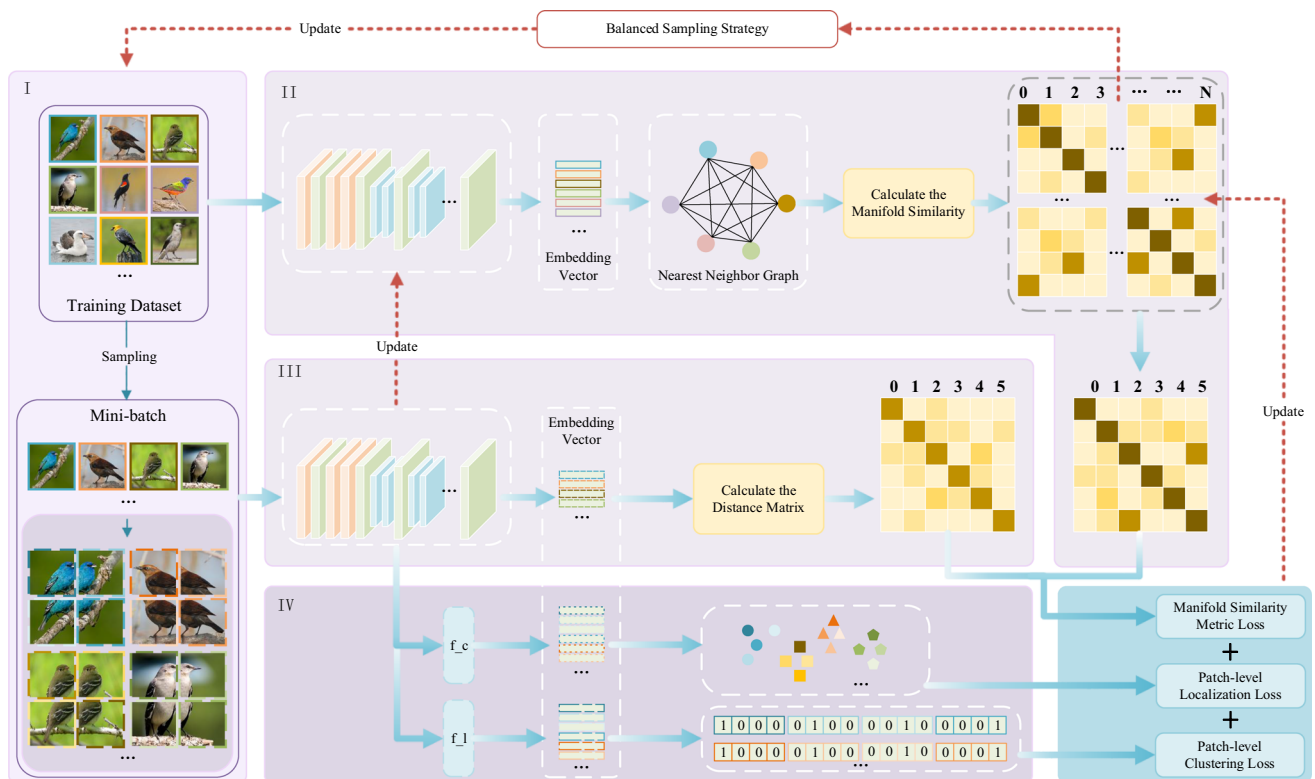 Update
Balanced Sampling Strategy
I
Training Dataset
...
Sampling
Mini-batch
...
...
II
...
Embedding
Vector
...
Nearest Neighbor Graph
Calculate the
Manifold Similarity
0 1 2 3 ... ... N
...
... ...
...
Update
III
...
Embedding
Vector
...
Calculate the
Distance Matrix
0 1 2 3 4 5
0 1 2 3 4 5
Update
IV
f_c
...
...
f_l
...
1 0 0 0 0 1 0 0 0 0 1 0 0 0 0 1
1 0 0 0 0 1 0 0 0 0 1 0 0 0 0 1
...
Manifold Similarity
Metric Loss
+
Patch-level
Localization Loss
+
Patch-level
Clustering Loss